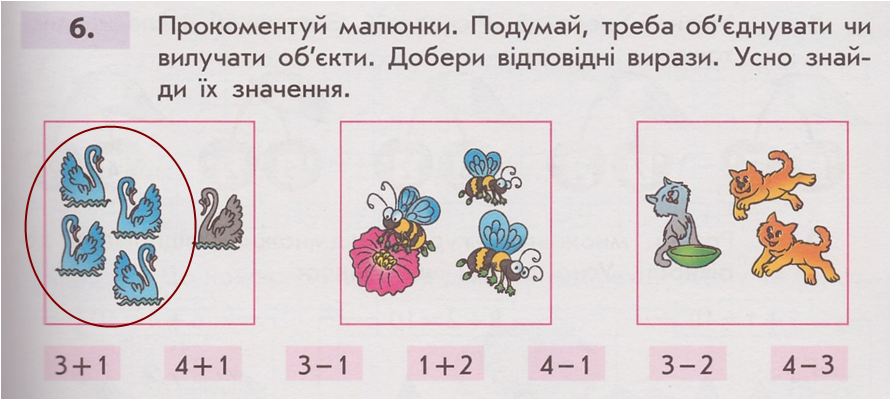 6. Прокоментуй малюнки. Подумай, треба об’єднувати чи
вилучати об’єкти. Добери відповідні вирази. Усно знай-
ди їх значення.
3+1 4+1 3−1 1+2 4−1 3−2 4−3